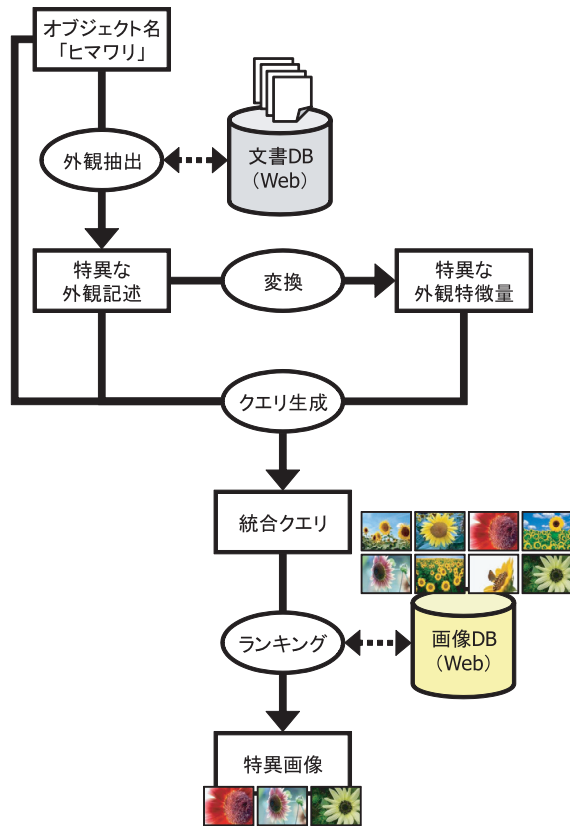 オブジェクト名
「ヒマワリ」
外観抽出
文書DB
(Web)
特異な
外観記述
変換
特異な
外観特徴量
クエリ生成
統合クエリ
ランキング
画像DB
(Web)
特異画像